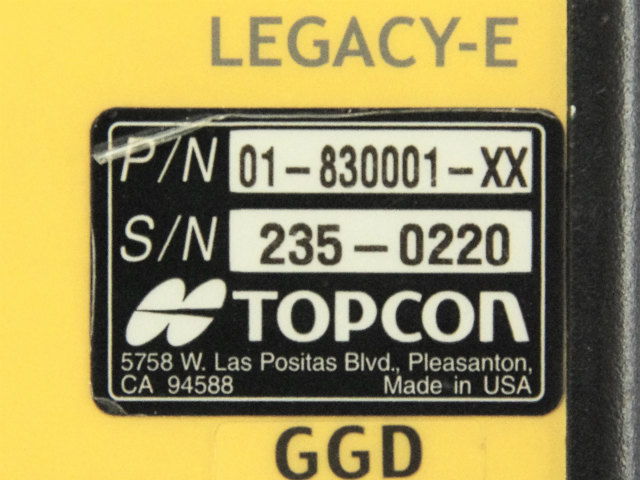 LEGACY-E
P/N 01-830001-XX
S/N 235-0220
TOPCON
5758 W. Las Positas Blvd., Pleasanton,
CA 94588 Made in USA
GGD